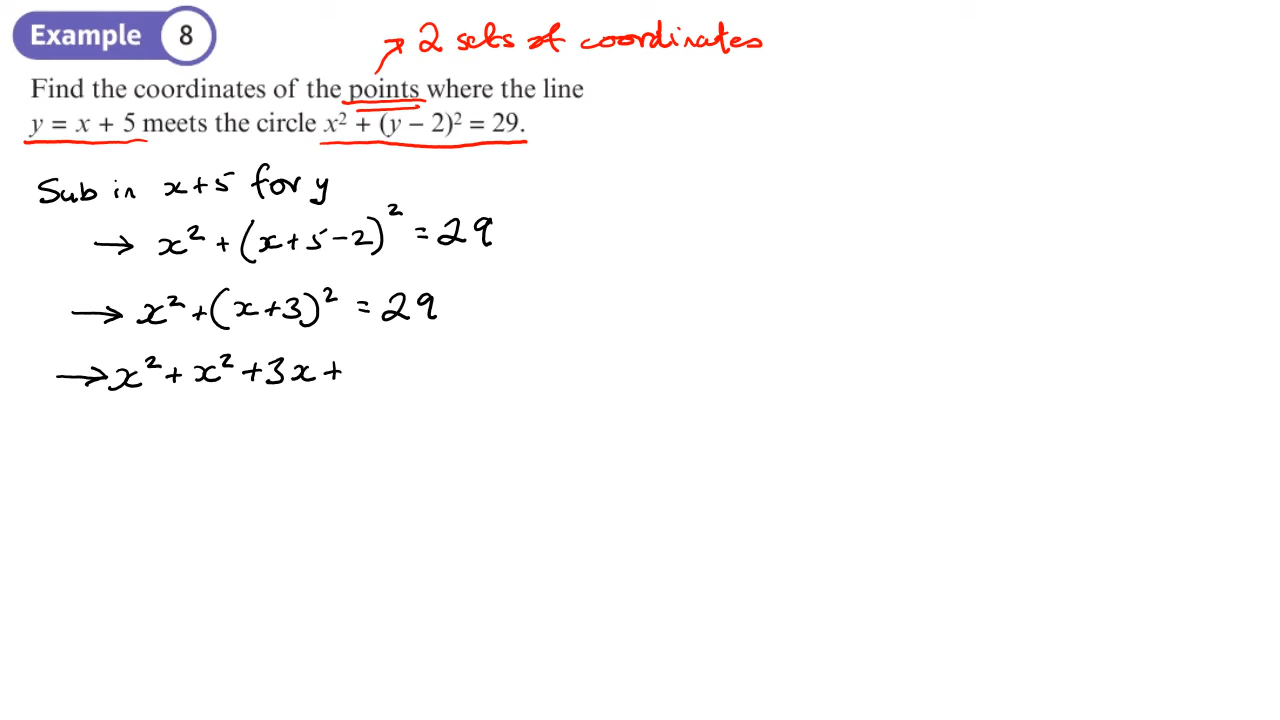 Example 8
2 sets of coordinates
Find the coordinates of the points where the line
y = x + 5 meets the circle x² + (y − 2)² = 29.
Sub in x+5 for y
→ x² + (x+5−2)² = 29
→ x² + (x+3)² = 29
→ x² + x² + 3x +